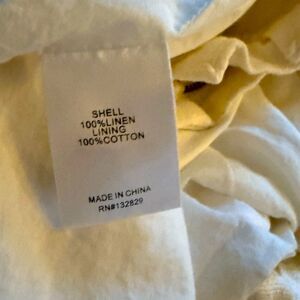 SHELL
100%LINEN
LINING
100%COTTON
MADE IN CHINA
RN#132829